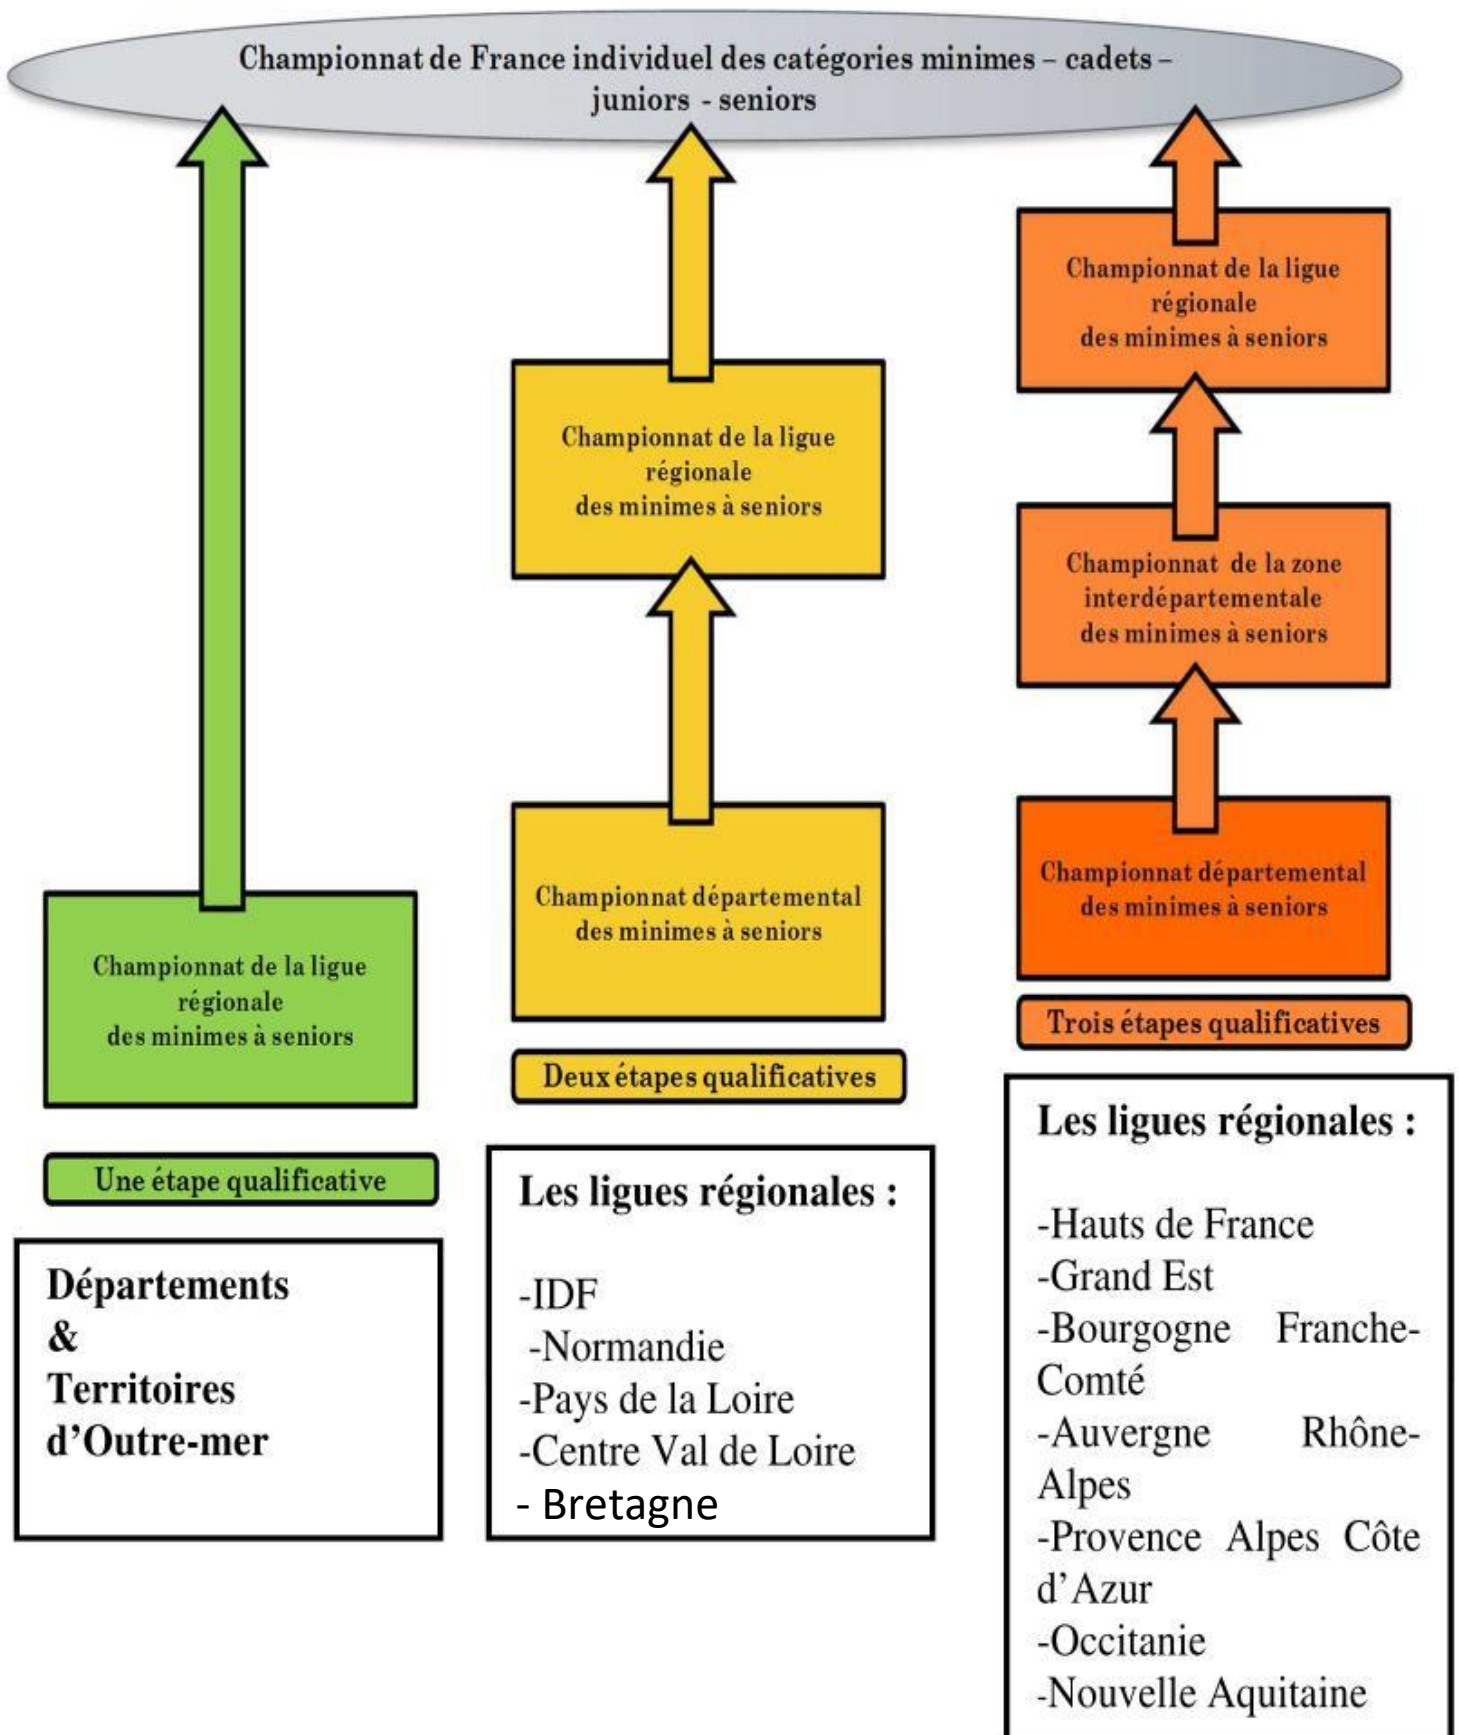 Championnat de France individuel des catégories minimes – cadets –
juniors - seniors
Championnat de la ligue
régionale
des minimes à seniors
Une étape qualificative
Départements
&
Territoires
d’Outre-mer
Championnat de la ligue
régionale
des minimes à seniors
Championnat départemental
des minimes à seniors
Deux étapes qualificatives
Les ligues régionales :
-IDF
-Normandie
-Pays de la Loire
-Centre Val de Loire
- Bretagne
Championnat de la ligue
régionale
des minimes à seniors
Championnat de la zone
interdépartementale
des minimes à seniors
Championnat départemental
des minimes à seniors
Trois étapes qualificatives
Les ligues régionales :
-Hauts de France
-Grand Est
-Bourgogne Franche-
Comté
-Auvergne Rhône-
Alpes
-Provence Alpes Côte
d’Azur
-Occitanie
-Nouvelle Aquitaine